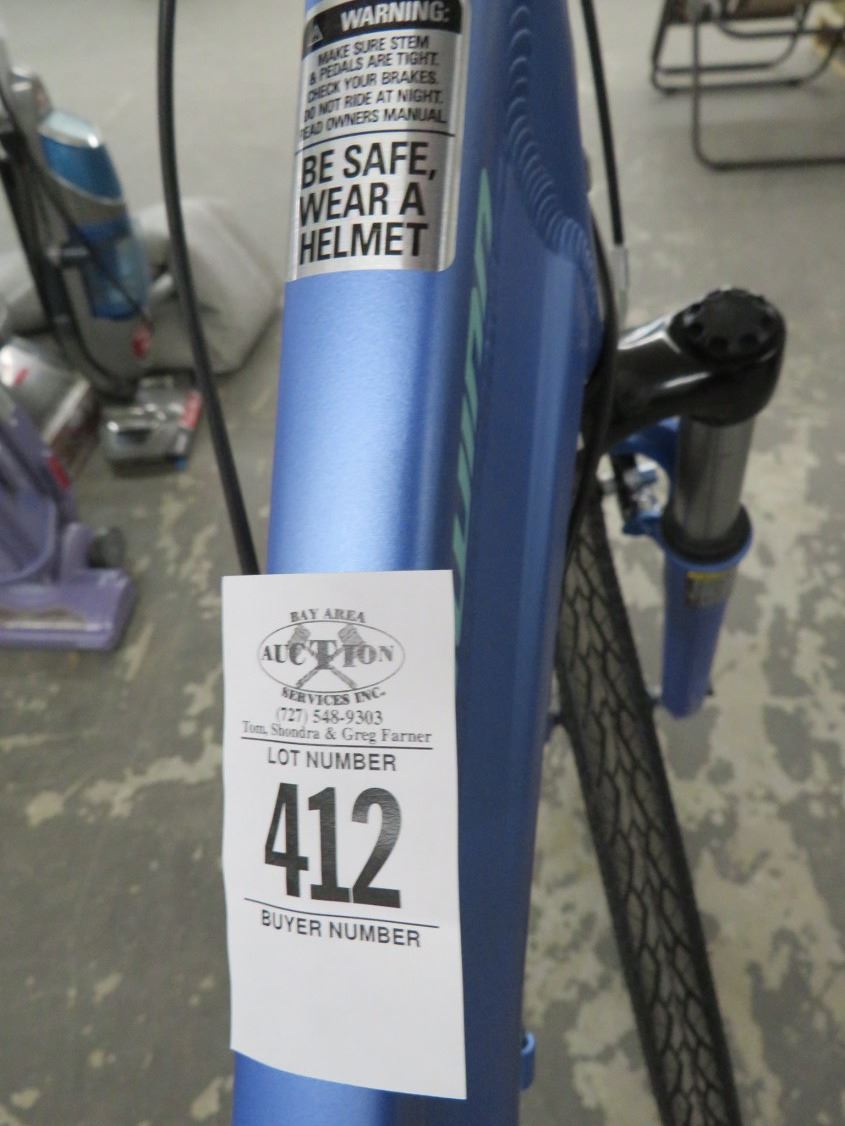 WARNING:
MAKE SURE STEM
& PEDALS ARE TIGHT.
CHECK YOUR BRAKES.
DO NOT RIDE AT NIGHT.
READ OWNERS MANUAL.
BE SAFE,
WEAR A
HELMET
BAY AREA
AUCTION
SERVICES INC.
(727) 548-9303
Tom, Shondra & Greg Farner
LOT NUMBER
412
BUYER NUMBER